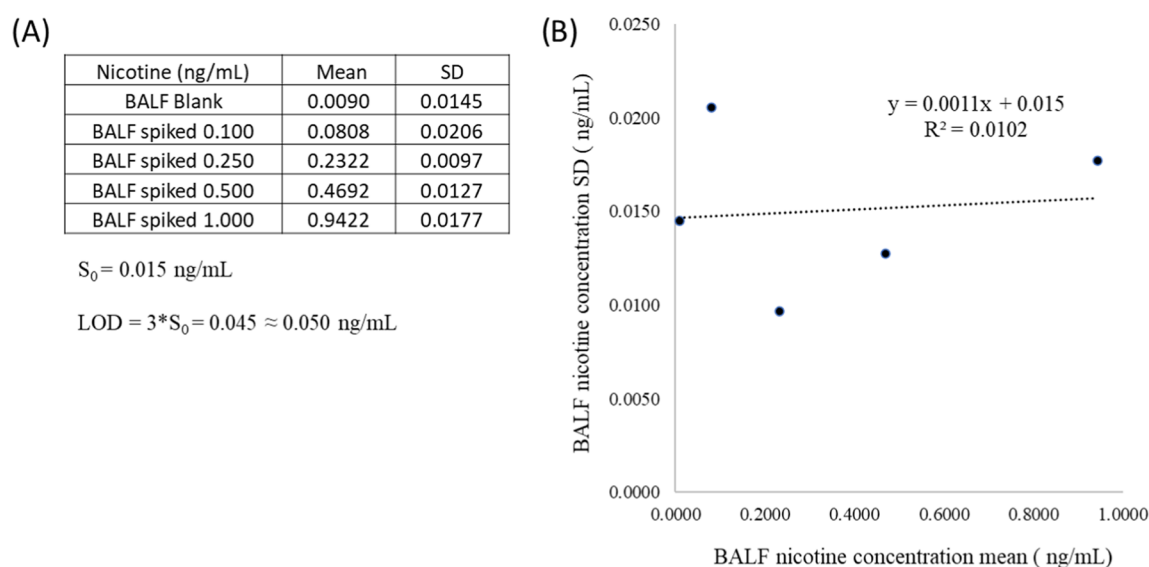 (A)
Nicotine (ng/mL) Mean SD
BALF Blank 0.0090 0.0145
BALF spiked 0.100 0.0808 0.0206
BALF spiked 0.250 0.2322 0.0097
BALF spiked 0.500 0.4692 0.0127
BALF spiked 1.000 0.9422 0.0177
S₀ = 0.015 ng/mL
LOD = 3*S₀ = 0.045 ≈ 0.050 ng/mL
(B)
BALF nicotine concentration SD ( ng/mL)
0.0250
0.0200
0.0150
0.0100
0.0050
0.0000
y = 0.0011x + 0.015
R² = 0.0102
0.0000 0.2000 0.4000 0.6000 0.8000 1.0000
BALF nicotine concentration mean ( ng/mL)